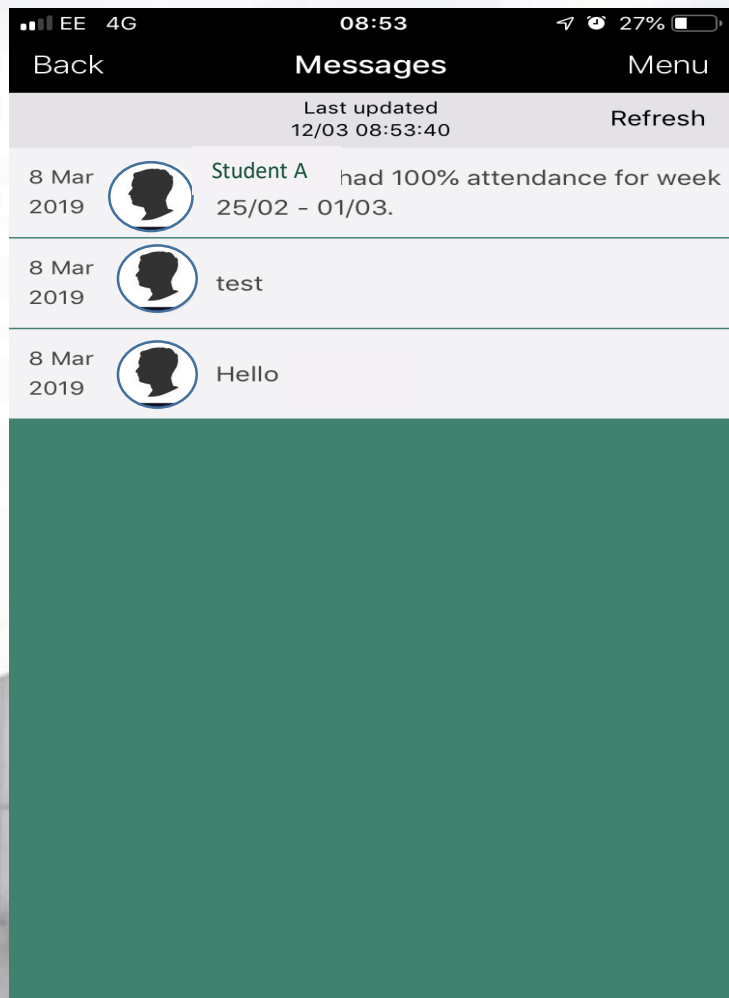 EE 4G 08:53 27%
Back Messages Menu
Last updated
12/03 08:53:40
Refresh
8 Mar
2019
Student A had 100% attendance for week
25/02 - 01/03.
8 Mar
2019
test
8 Mar
2019
Hello